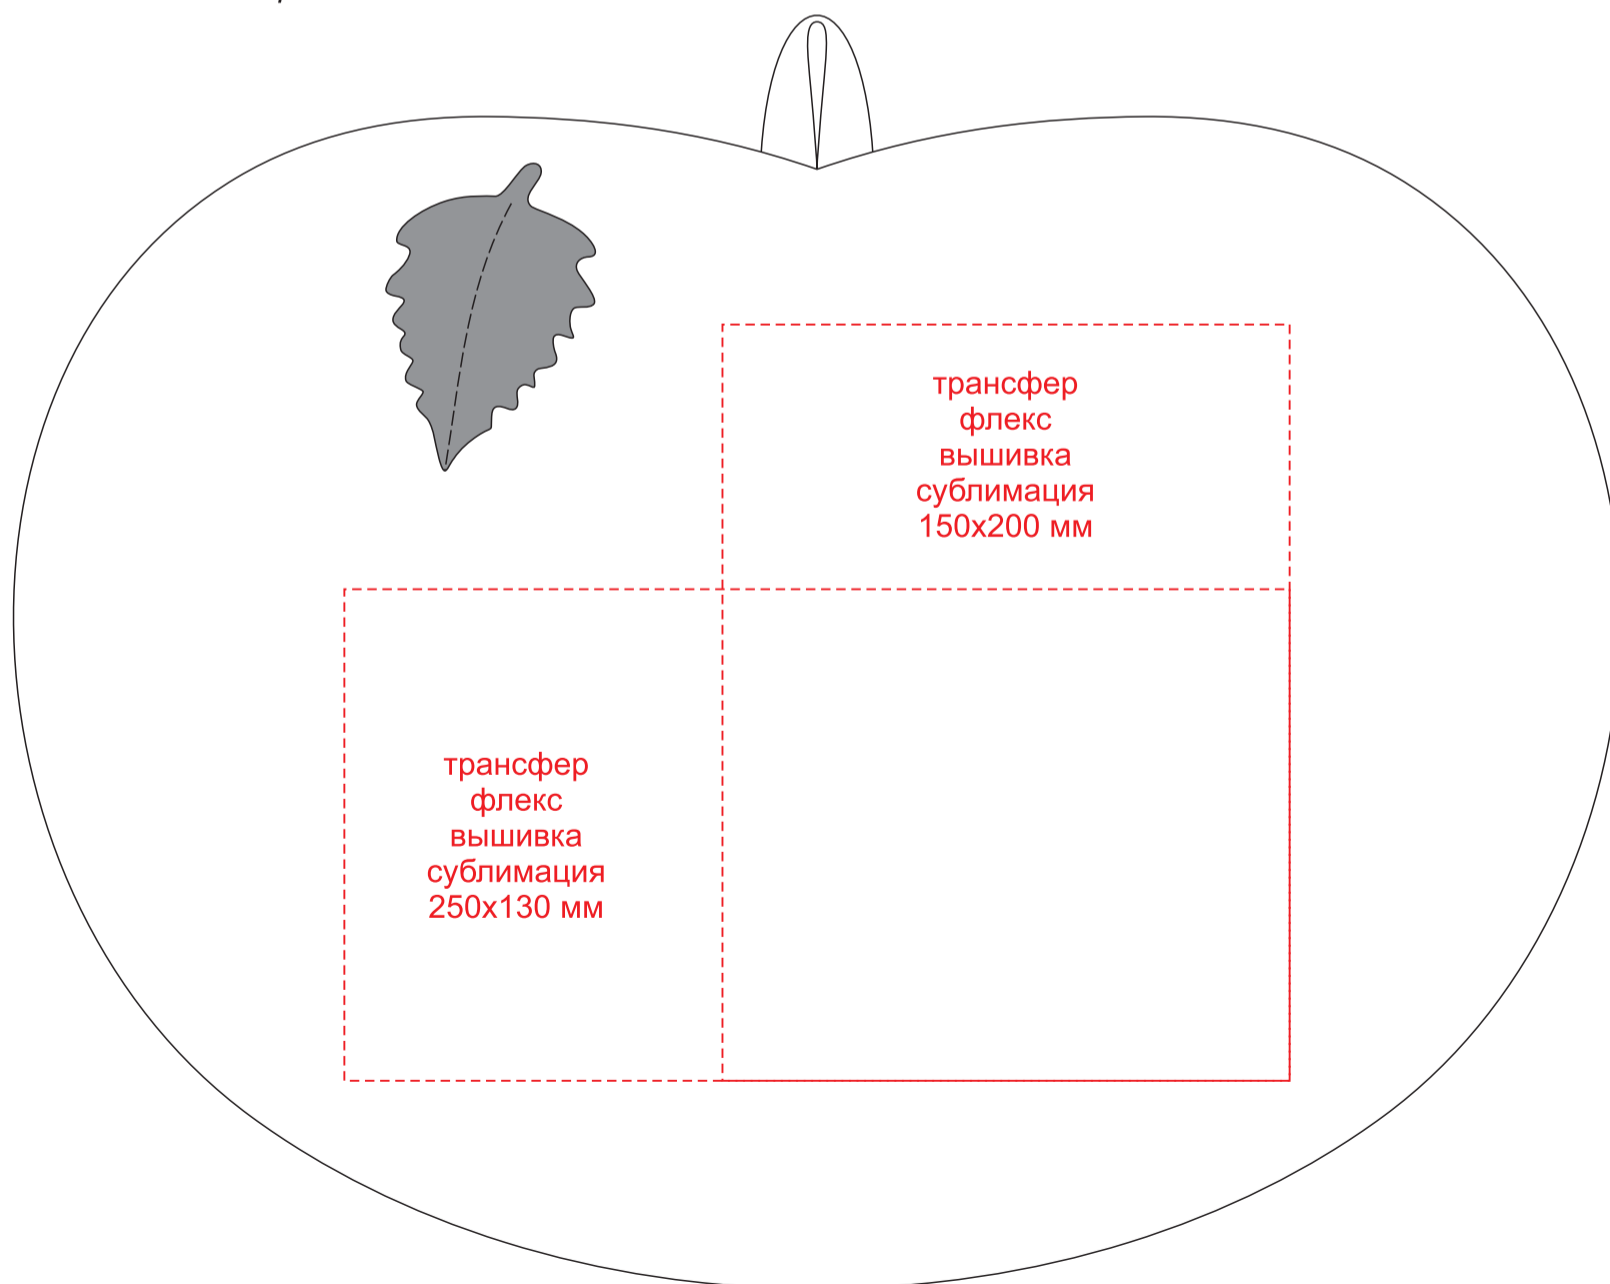 трансфер
флекс
вышивка
сублимация
150х200 мм
трансфер
флекс
вышивка
сублимация
250х130 мм